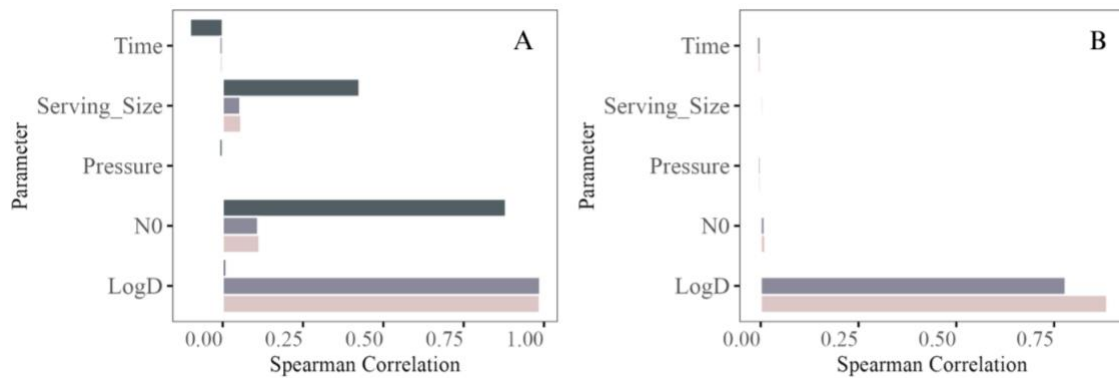 A
Parameter
Time
Serving_Size
Pressure
N0
LogD
0.00 0.25 0.50 0.75 1.00
Spearman Correlation
B
Parameter
Time
Serving_Size
Pressure
N0
LogD
0.00 0.25 0.50 0.75
Spearman Correlation